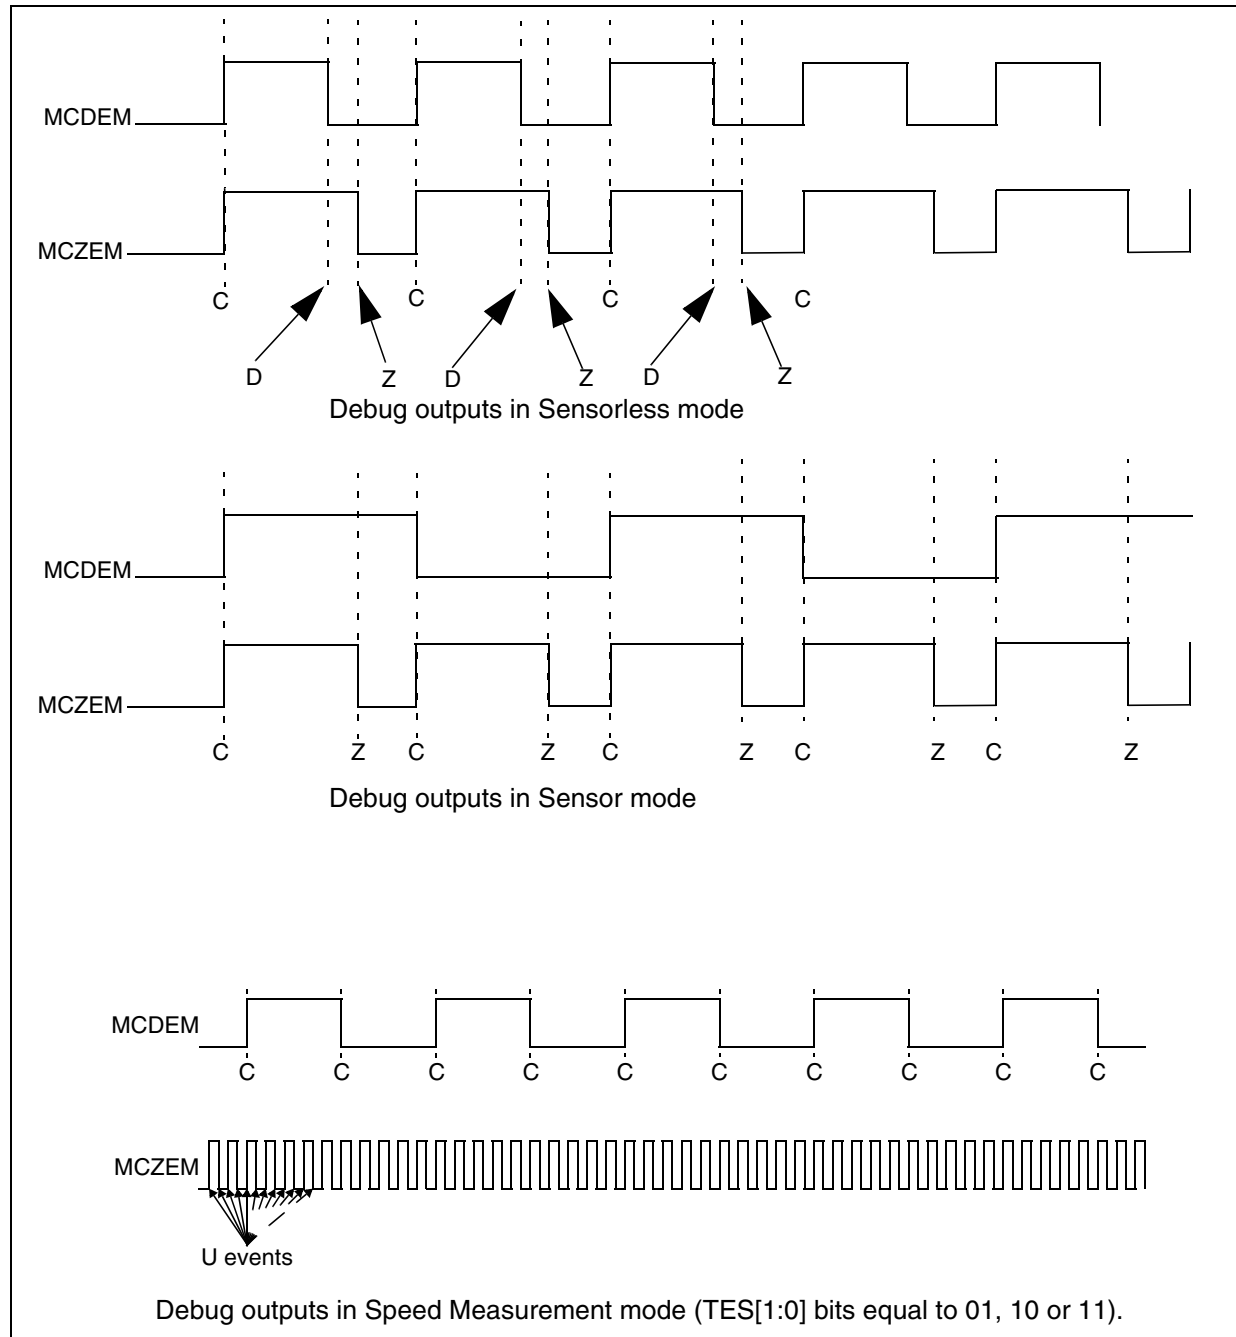 MCDEM
MCZEM
C C C C
D Z D Z D Z
Debug outputs in Sensorless mode
MCDEM
MCZEM
C Z C Z C Z C Z C Z
Debug outputs in Sensor mode
MCDEM
C C C C C C C C C C
MCZEM
U events
Debug outputs in Speed Measurement mode (TES[1:0] bits equal to 01, 10 or 11).